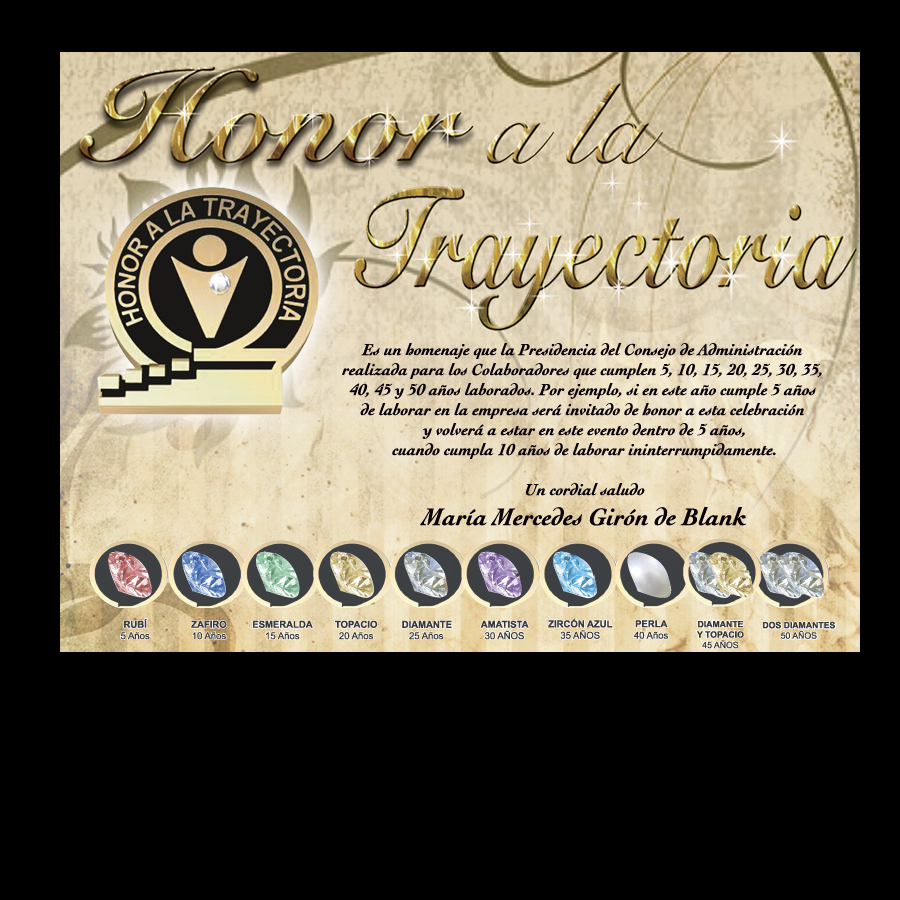 Honor a la
Trayectoria
HONOR A LA TRAYECTORIA
Es un homenaje que la Presidencia del Consejo de Administración
realizada para los Colaboradores que cumplen 5, 10, 15, 20, 25, 30, 35,
40, 45 y 50 años laborados. Por ejemplo, si en este año cumple 5 años
de laborar en la empresa será invitado de honor a esta celebración
y volverá a estar en este evento dentro de 5 años,
cuando cumpla 10 años de laborar ininterrumpidamente.
Un cordial saludo
María Mercedes Girón de Blank
RUBÍ
5 Años
ZAFIRO
10 Años
ESMERALDA
15 Años
TOPACIO
20 Años
DIAMANTE
25 Años
AMATISTA
30 AÑOS
ZIRCÓN AZUL
35 AÑOS
PERLA
40 Años
DIAMANTE
Y TOPACIO
45 AÑOS
DOS DIAMANTES
50 AÑOS